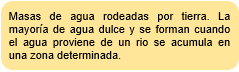 Masas de agua rodeadas por tierra. La
mayoría de agua dulce y se forman cuando
el agua proviene de un rio se acumula en
una zona determinada.